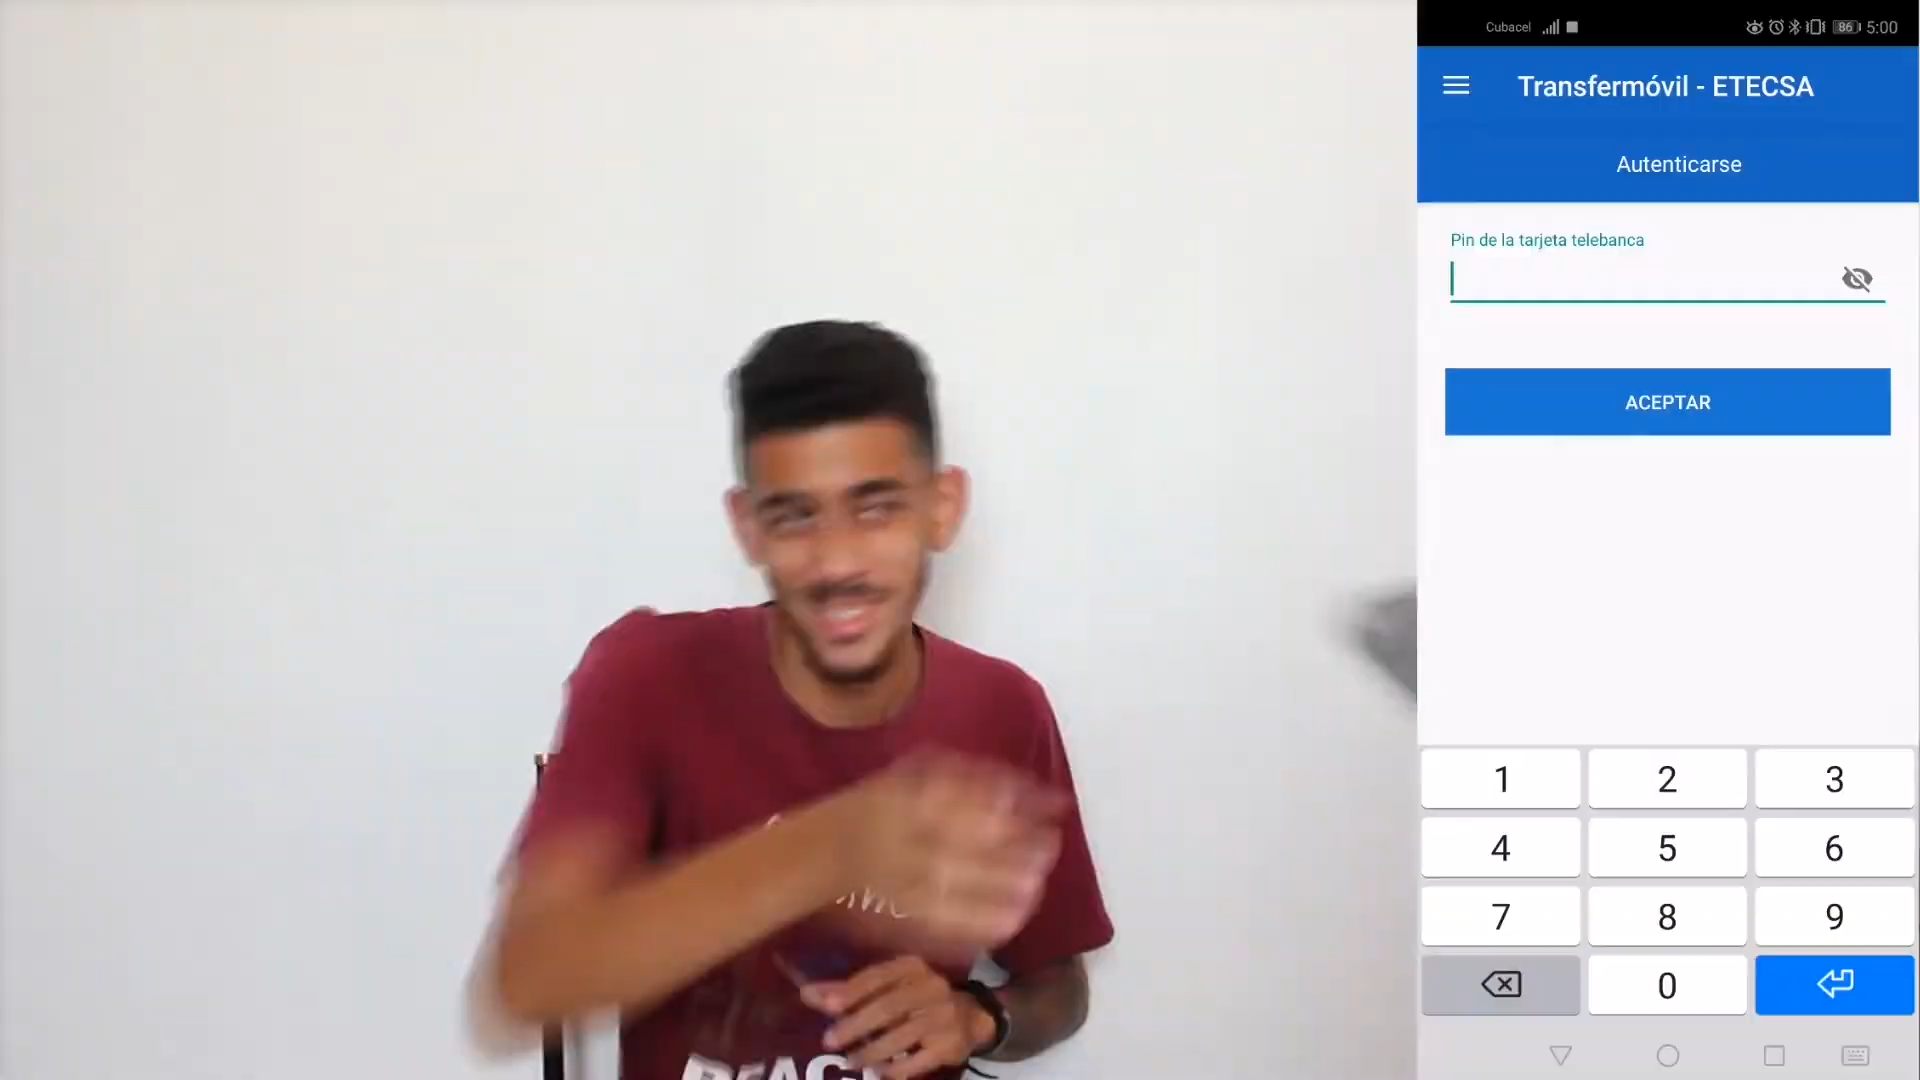 Cubacel
86
5:00
Transfermóvil - ETECSA
Autenticarse
Pin de la tarjeta telebanca
ACEPTAR
1 2 3
4 5 6
7 8 9
0